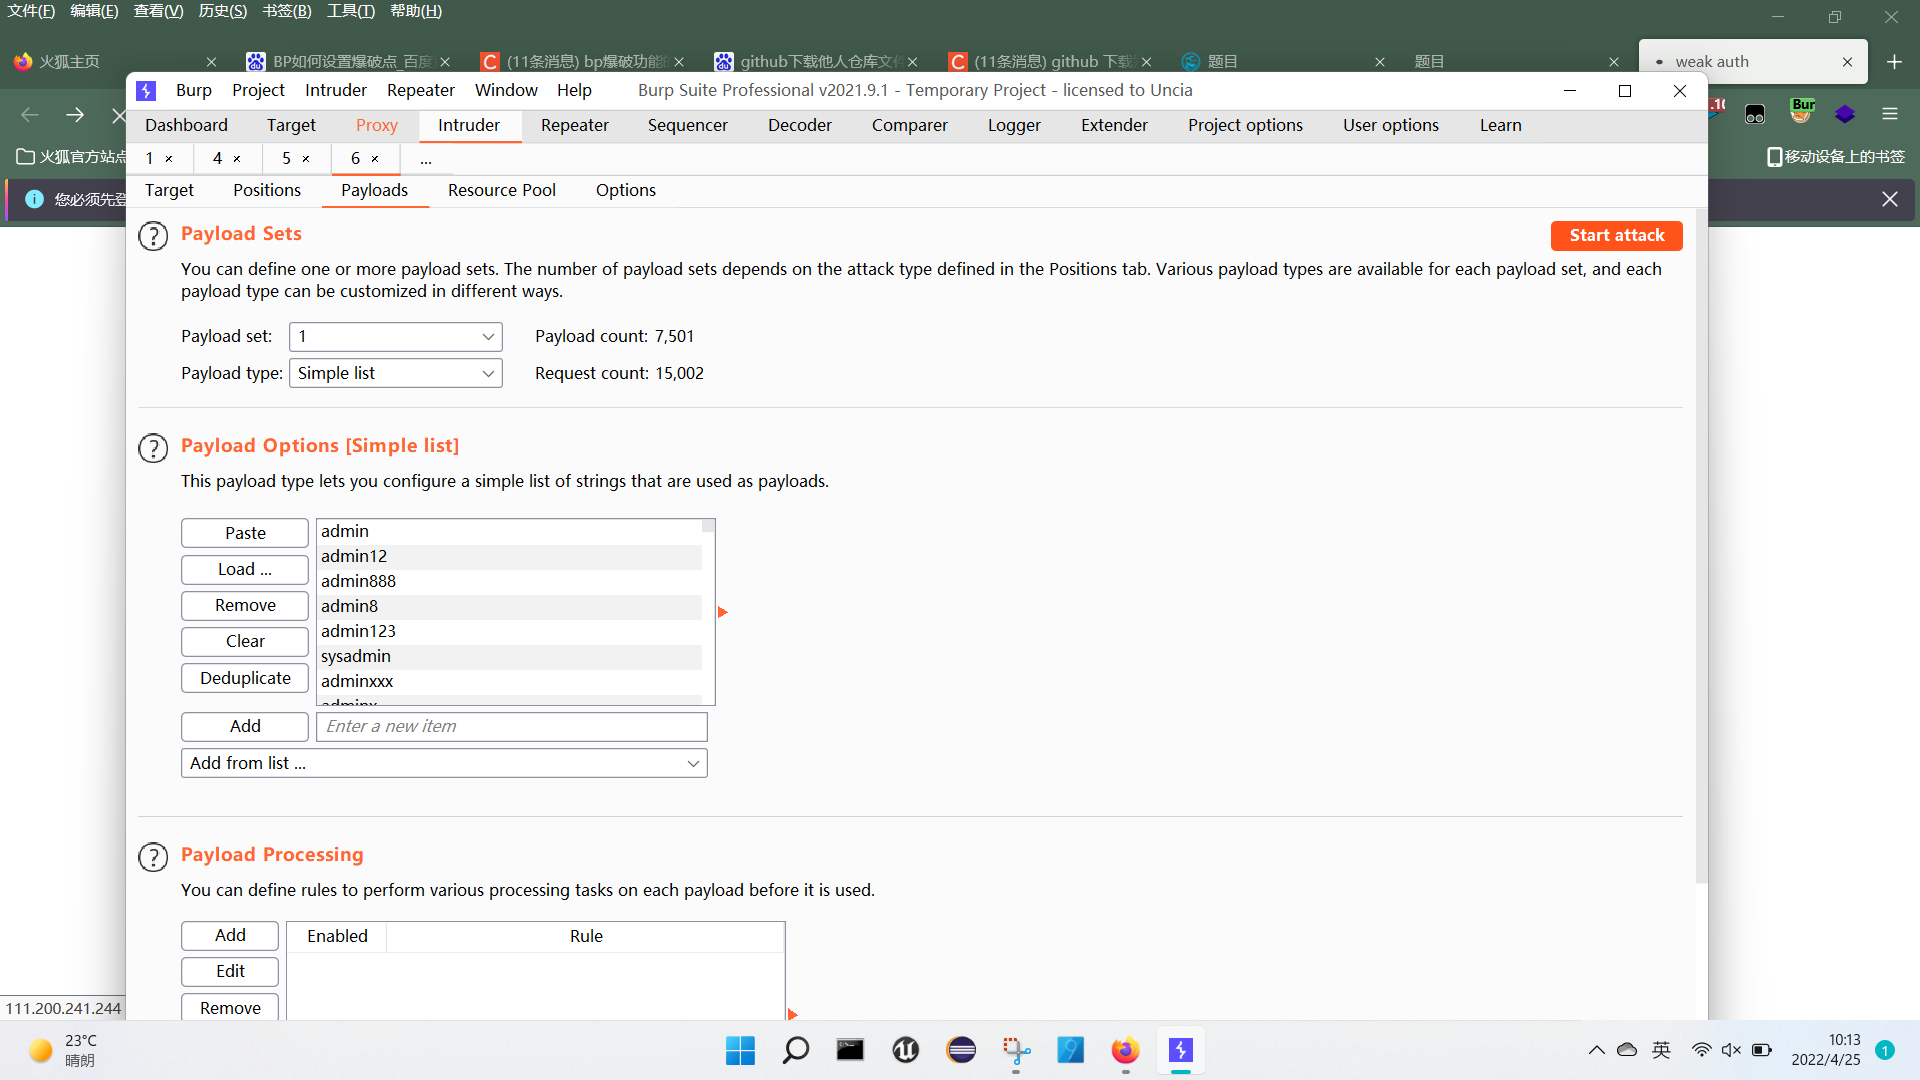 文件(F) 编辑(E) 查看(V) 历史(S) 书签(B) 工具(T) 帮助(H)
火狐主页
BP如何设置爆破点_百度
(11条消息) bp爆破功能
github下载他人仓库文件
(11条消息) github 下载
题目
题目
weak auth
Burp Project Intruder Repeater Window Help
Burp Suite Professional v2021.9.1 - Temporary Project - licensed to Uncia
Bur
Dashboard Target Proxy Intruder Repeater Sequencer Decoder Comparer Logger Extender Project options User options Learn
火狐官方站点
移动设备上的书签
1 × 4 × 5 × 6 × ...
Target Positions Payloads Resource Pool Options
您必须先登
Payload Sets
Start attack
You can define one or more payload sets. The number of payload sets depends on the attack type defined in the Positions tab. Various payload types are available for each payload set, and each
payload type can be customized in different ways.
Payload set: 1 Payload count: 7,501
Payload type: Simple list Request count: 15,002
Payload Options [Simple list]
This payload type lets you configure a simple list of strings that are used as payloads.
Paste
Load ...
Remove
Clear
Deduplicate
admin
admin12
admin888
admin8
admin123
sysadmin
adminxxx
adminx
Add
Enter a new item
Add from list ...
Payload Processing
You can define rules to perform various processing tasks on each payload before it is used.
Add
Edit
Remove
Enabled Rule
111.200.241.244
23°C
晴朗
英
10:13
2022/4/25
1